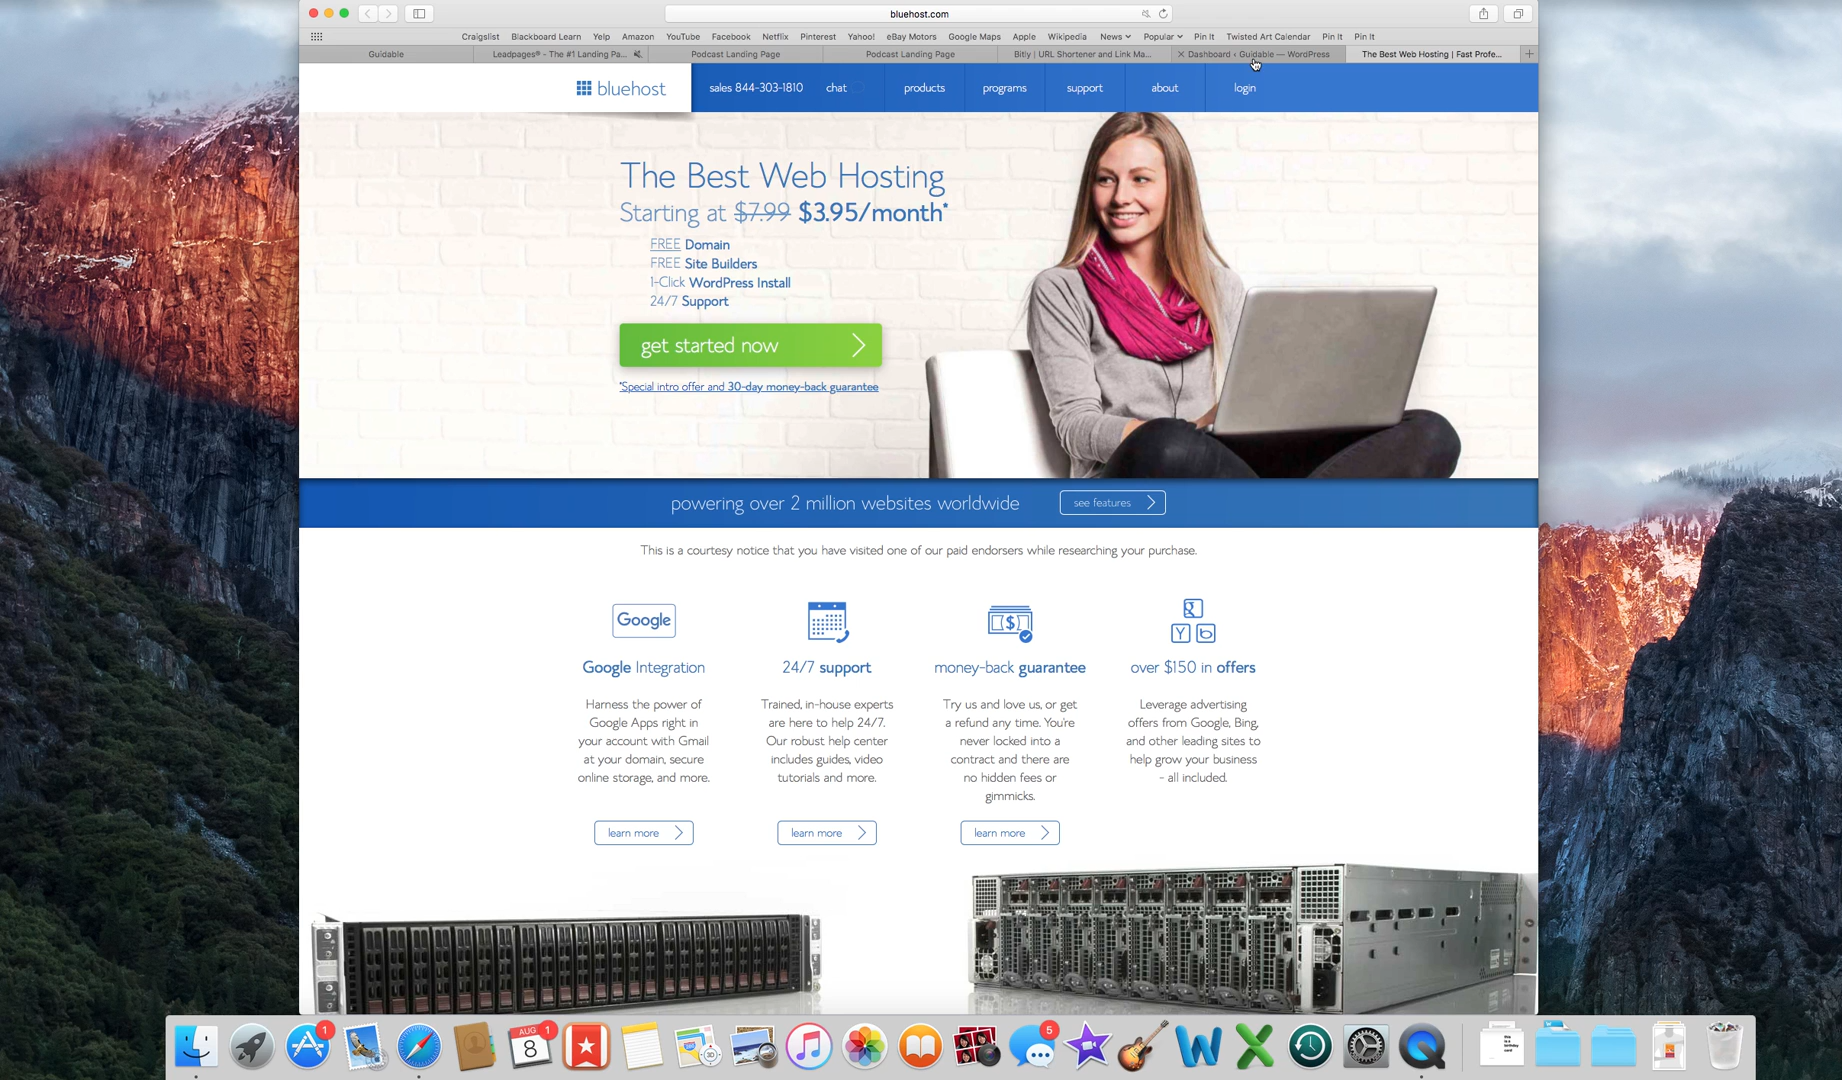 bluehost.com
Craigslist Blackboard Learn Yelp Amazon YouTube Facebook Netflix Pinterest Yahoo! eBay Motors Google Maps Apple Wikipedia News Popular Pin It Twisted Art Calendar Pin It Pin It
Guidable Leadpages® - The #1 Landing Pa... Podcast Landing Page Podcast Landing Page Bitly | URL Shortener and Link Ma... Dashboard ‹ Guidable — WordPress The Best Web Hosting | Fast Profe...
bluehost sales 844-303-1810 chat products programs support about login
The Best Web Hosting
Starting at $7.99 $3.95/month*
FREE Domain
FREE Site Builders
1-Click WordPress Install
24/7 Support
get started now
*Special intro offer and 30-day money-back guarantee
powering over 2 million websites worldwide see features
This is a courtesy notice that you have visited one of our paid endorsers while researching your purchase.
Google
Google Integration
Harness the power of
Google Apps right in
your account with Gmail
at your domain, secure
online storage, and more.
learn more
24/7 support
Trained, in-house experts
are here to help 24/7.
Our robust help center
includes guides, video
tutorials and more.
learn more
$
money-back guarantee
Try us and love us, or get
a refund any time. You're
never locked into a
contract and there are
no hidden fees or
gimmicks.
learn more
g
Y b
over $150 in offers
Leverage advertising
offers from Google, Bing,
and other leading sites to
help grow your business
- all included.
1
AUG
8
1
5